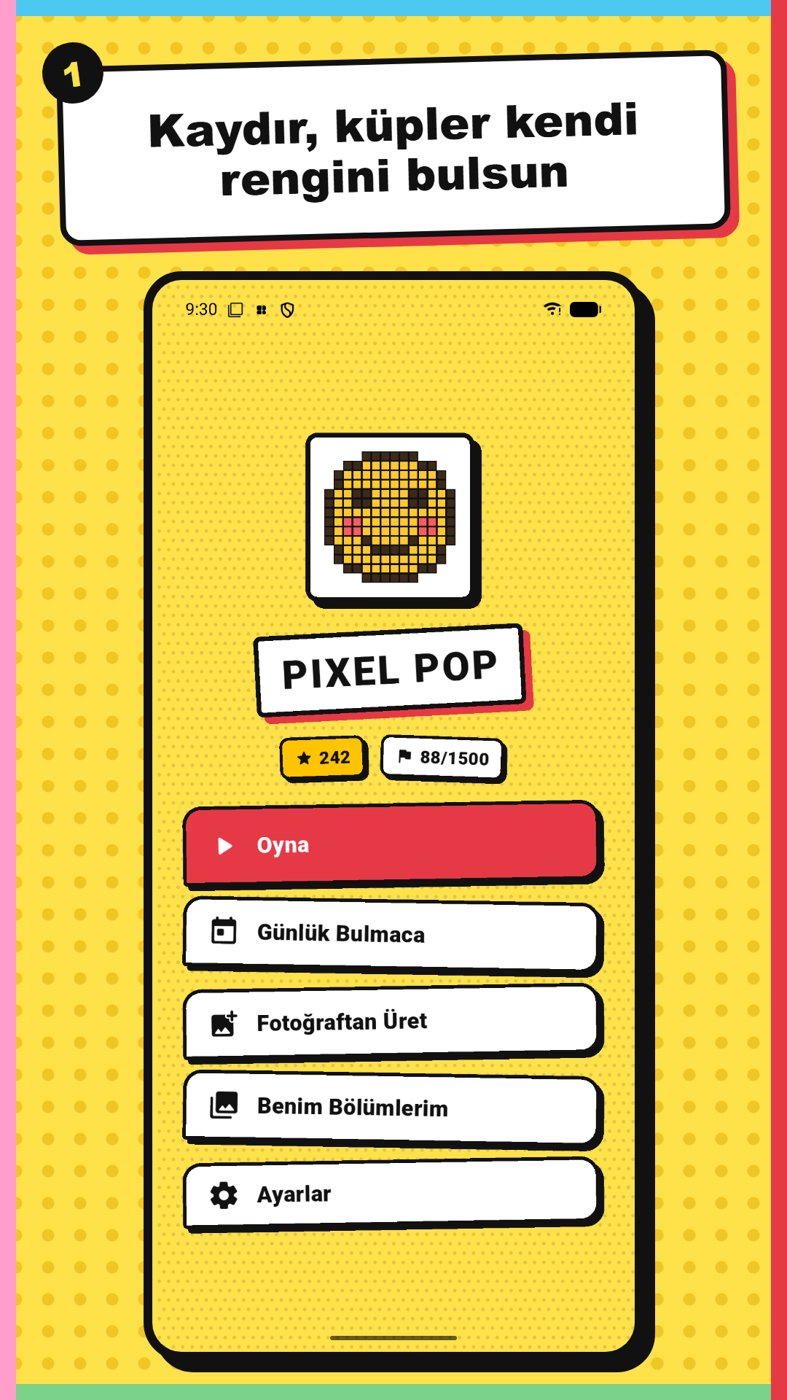 1
Kaydır, küpler kendi
rengini bulsun
9:30
PIXEL POP
242
88/1500
Oyna
Günlük Bulmaca
Fotoğraftan Üret
Benim Bölümlerim
Ayarlar